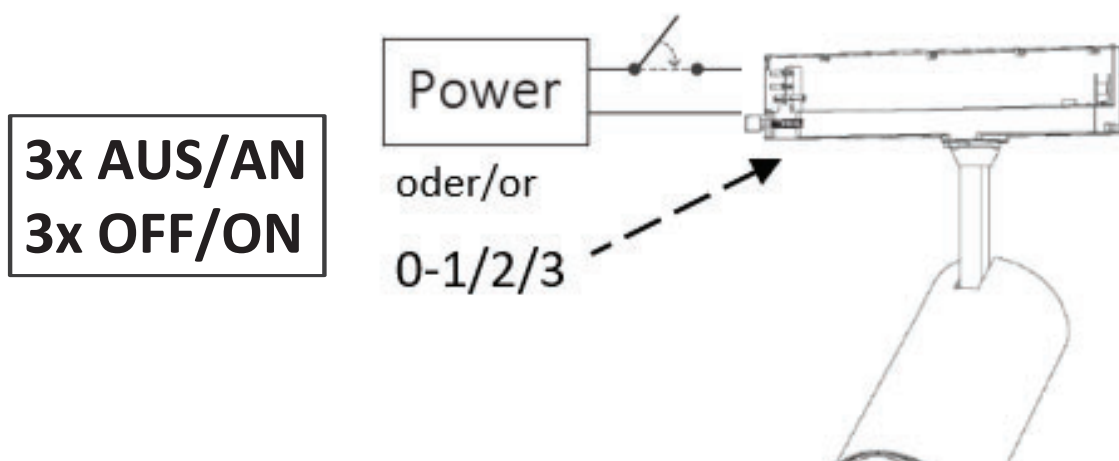 3x AUS/AN
3x OFF/ON
Power
oder/or
0-1/2/3